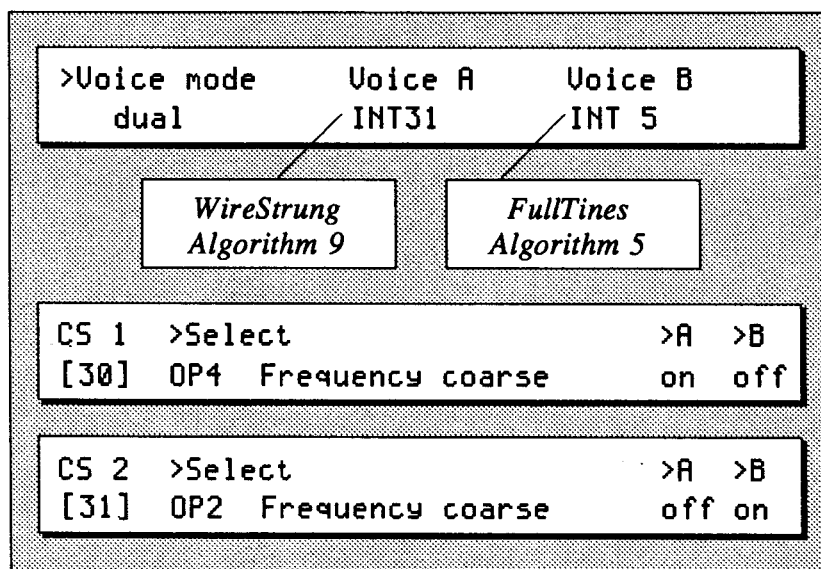 >Voice mode Voice A Voice B
dual INT31 INT 5
WireStrung
Algorithm 9
FullTines
Algorithm 5
CS 1 >Select >A >B
[30] OP4 Frequency coarse on off
CS 2 >Select >A >B
[31] OP2 Frequency coarse off on